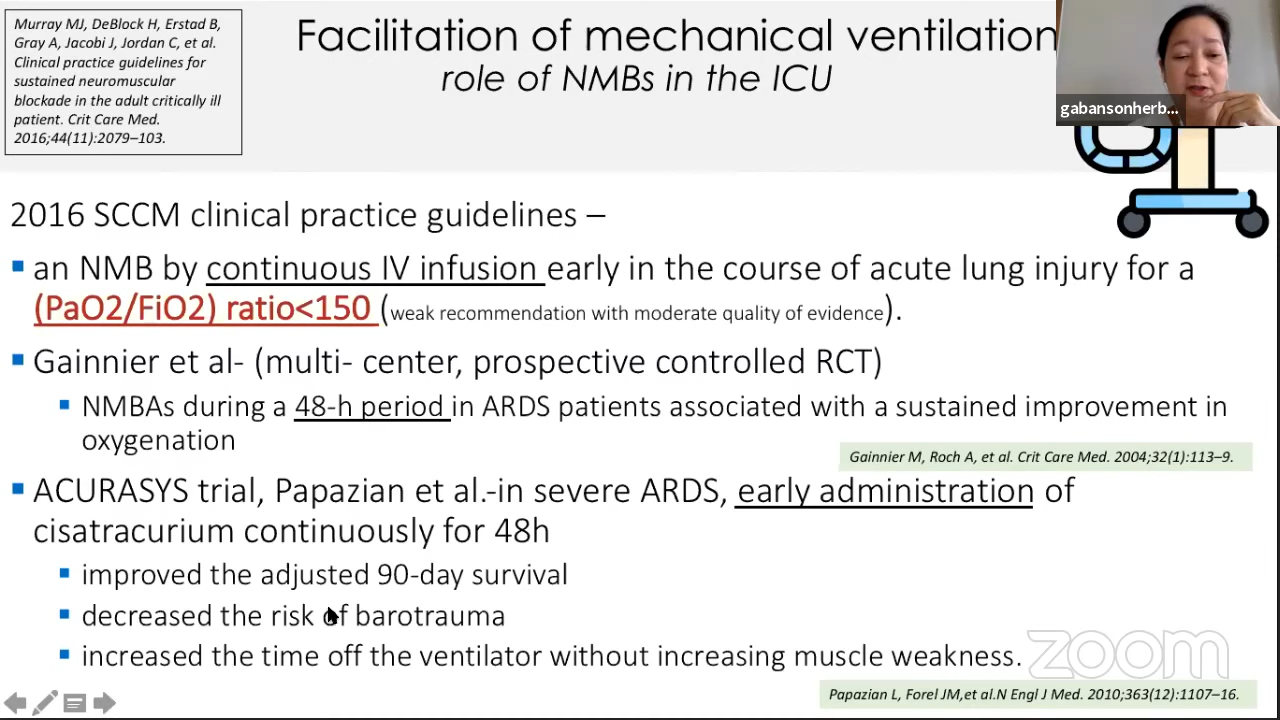 Murray MJ, DeBlock H, Erstad B,
Gray A, Jacobi J, Jordan C, et al.
Clinical practice guidelines for
sustained neuromuscular
blockade in the adult critically ill
patient. Crit Care Med.
2016;44(11):2079–103.
Facilitation of mechanical ventilation
role of NMBs in the ICU
gabansonherb...
2016 SCCM clinical practice guidelines –
an NMB by continuous IV infusion early in the course of acute lung injury for a
(PaO2/FiO2) ratio<150 (weak recommendation with moderate quality of evidence).
Gainnier et al- (multi- center, prospective controlled RCT)
NMBAs during a 48-h period in ARDS patients associated with a sustained improvement in
oxygenation
Gainnier M, Roch A, et al. Crit Care Med. 2004;32(1):113–9.
ACURASYS trial, Papazian et al.-in severe ARDS, early administration of
cisatracurium continuously for 48h
improved the adjusted 90-day survival
decreased the risk of barotrauma
increased the time off the ventilator without increasing muscle weakness.
zoom
Papazian L, Forel JM,et al.N Engl J Med. 2010;363(12):1107–16.